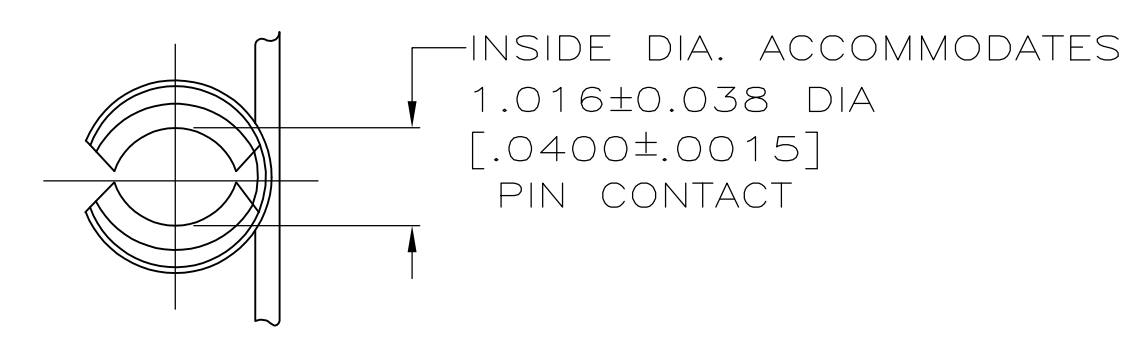 INSIDE DIA. ACCOMMODATES
1.016±0.038 DIA
[.0400±.0015]
PIN CONTACT